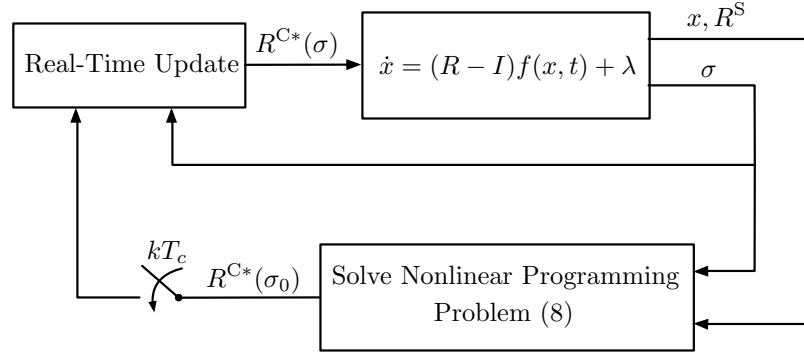 x, R^S
Real-Time Update
R^{C*}(σ)
ẋ = (R − I)f(x, t) + λ
σ
kT_c
R^{C*}(σ_0)
Solve Nonlinear Programming
Problem (8)